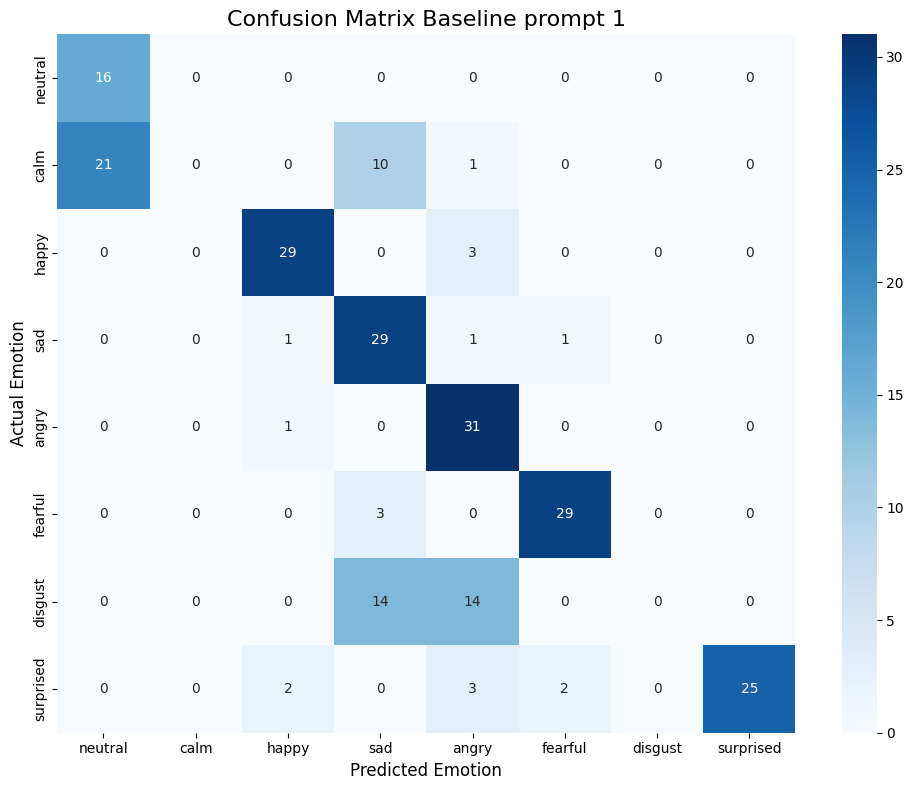 Confusion Matrix Baseline prompt 1
Actual Emotion
neutral 16 0 0 0 0 0 0 0
calm 21 0 0 10 1 0 0 0
happy 0 0 29 0 3 0 0 0
sad 0 0 1 29 1 1 0 0
angry 0 0 1 0 31 0 0 0
fearful 0 0 0 3 0 29 0 0
disgust 0 0 0 14 14 0 0 0
surprised 0 0 2 0 3 2 0 25
neutral calm happy sad angry fearful disgust surprised
Predicted Emotion
30
25
20
15
10
5
0